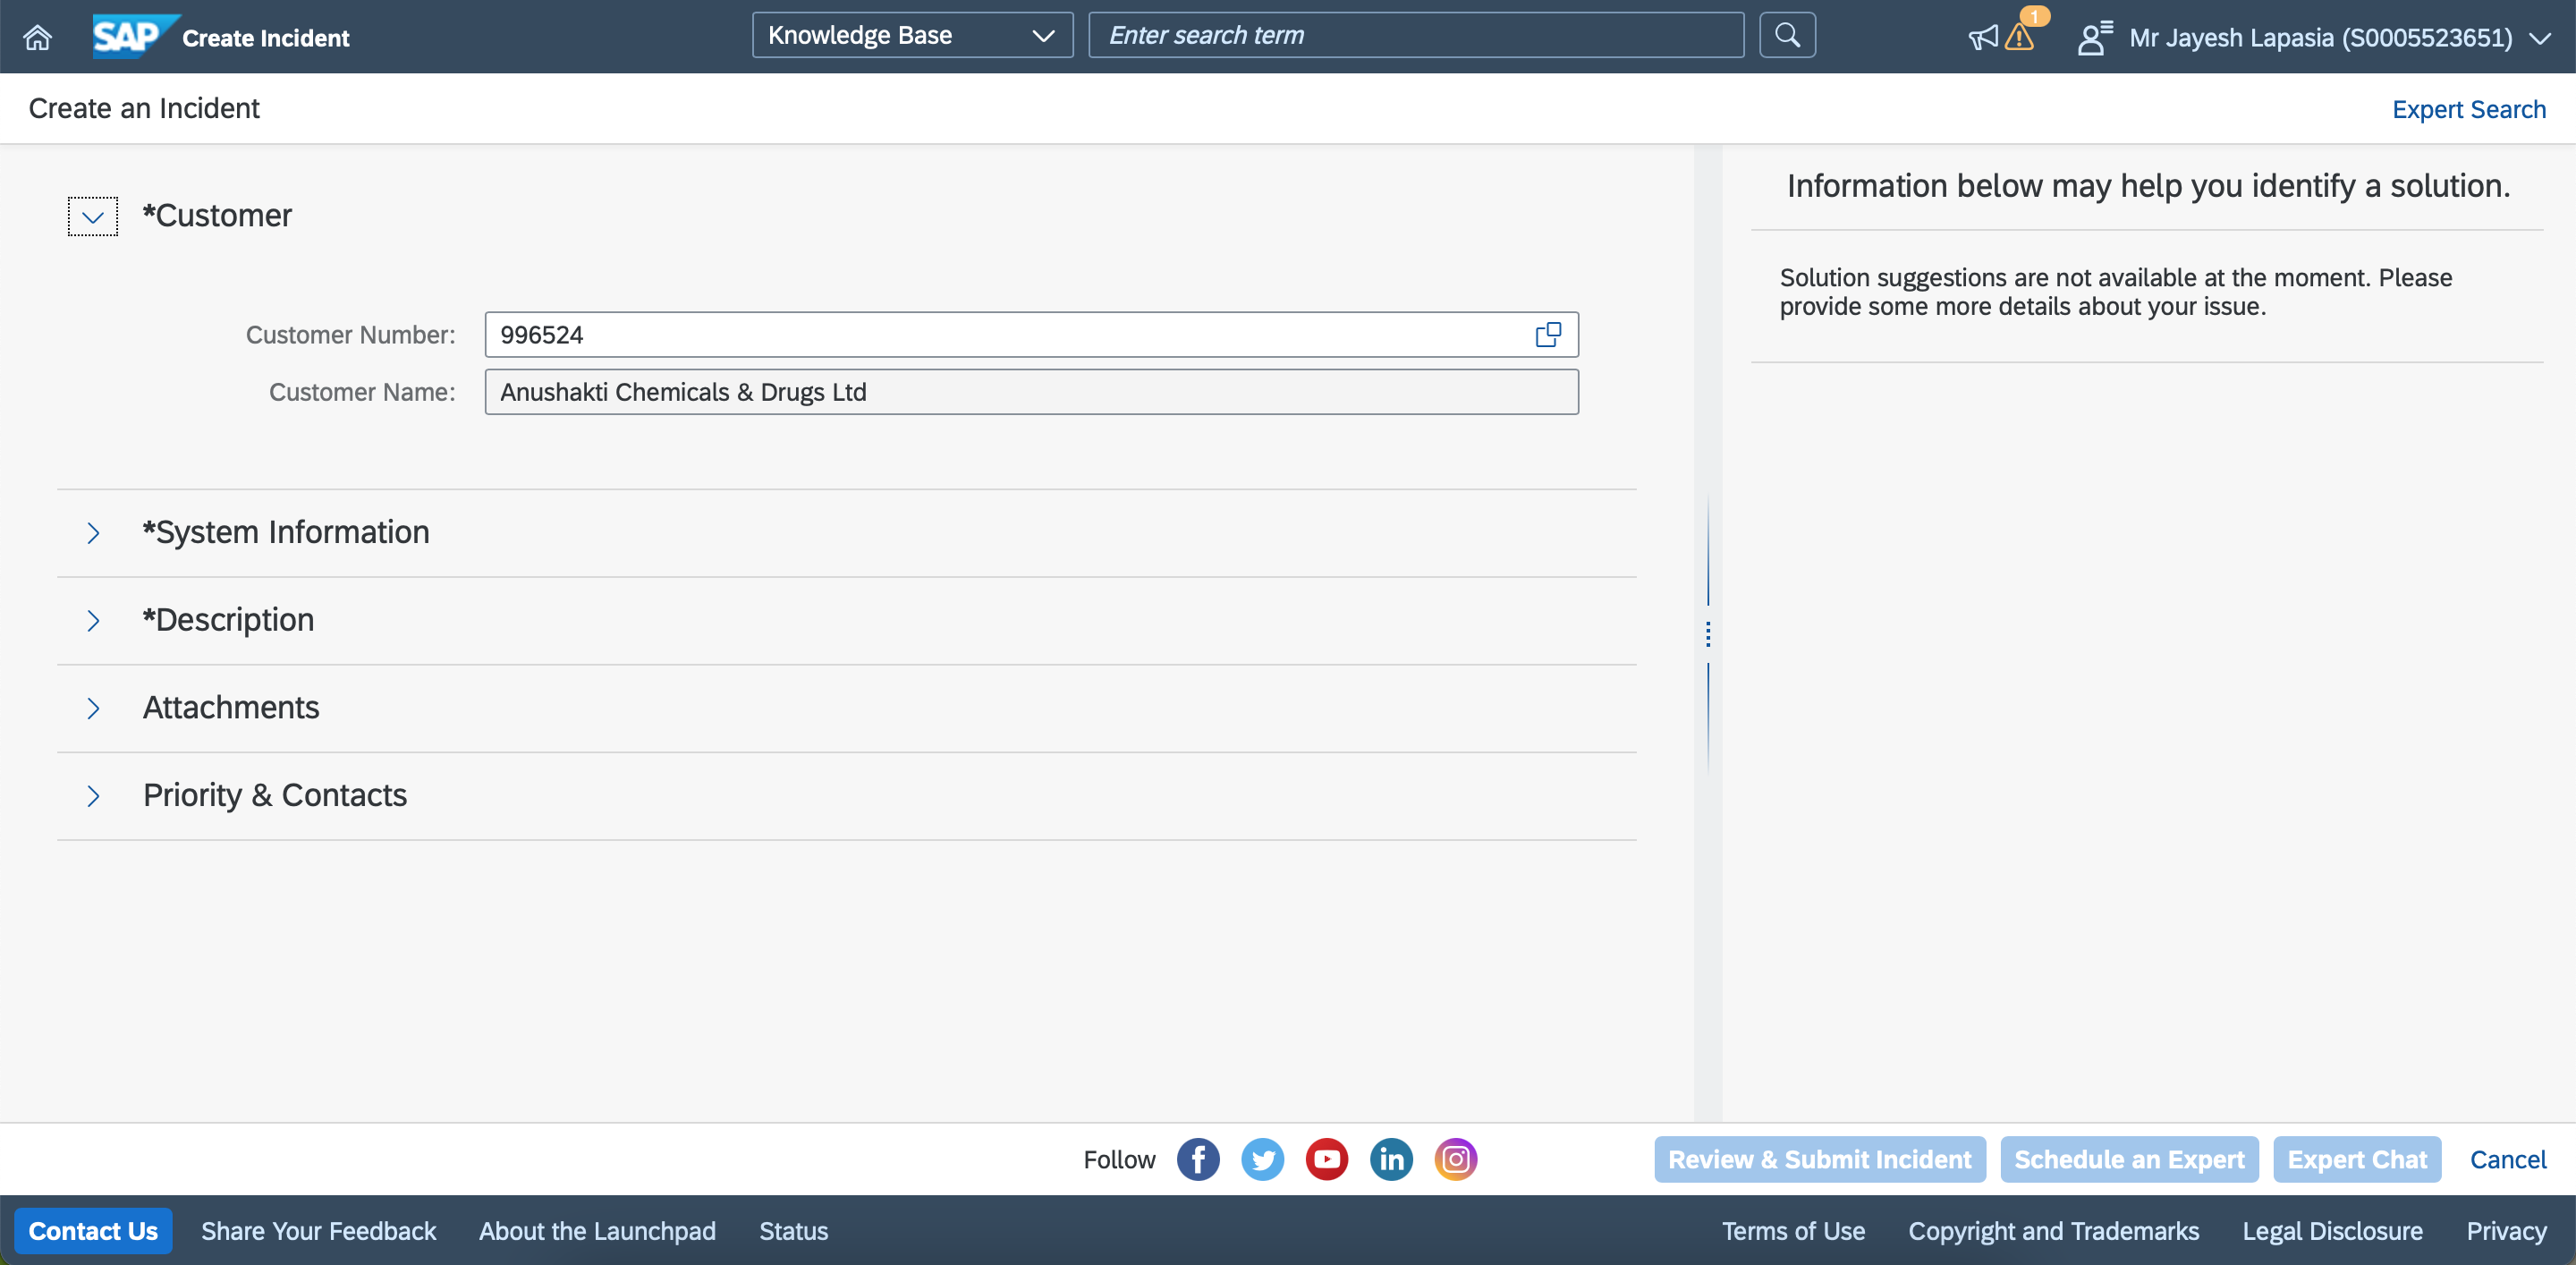 SAP Create Incident Knowledge Base Enter search term 1 Mr Jayesh Lapasia (S0005523651)
Create an Incident Expert Search
*Customer
Information below may help you identify a solution.
Solution suggestions are not available at the moment. Please
provide some more details about your issue.
Customer Number: 996524
Customer Name: Anushakti Chemicals & Drugs Ltd
*System Information
*Description
Attachments
Priority & Contacts
Follow Review & Submit Incident Schedule an Expert Expert Chat Cancel
Contact Us Share Your Feedback About the Launchpad Status Terms of Use Copyright and Trademarks Legal Disclosure Privacy